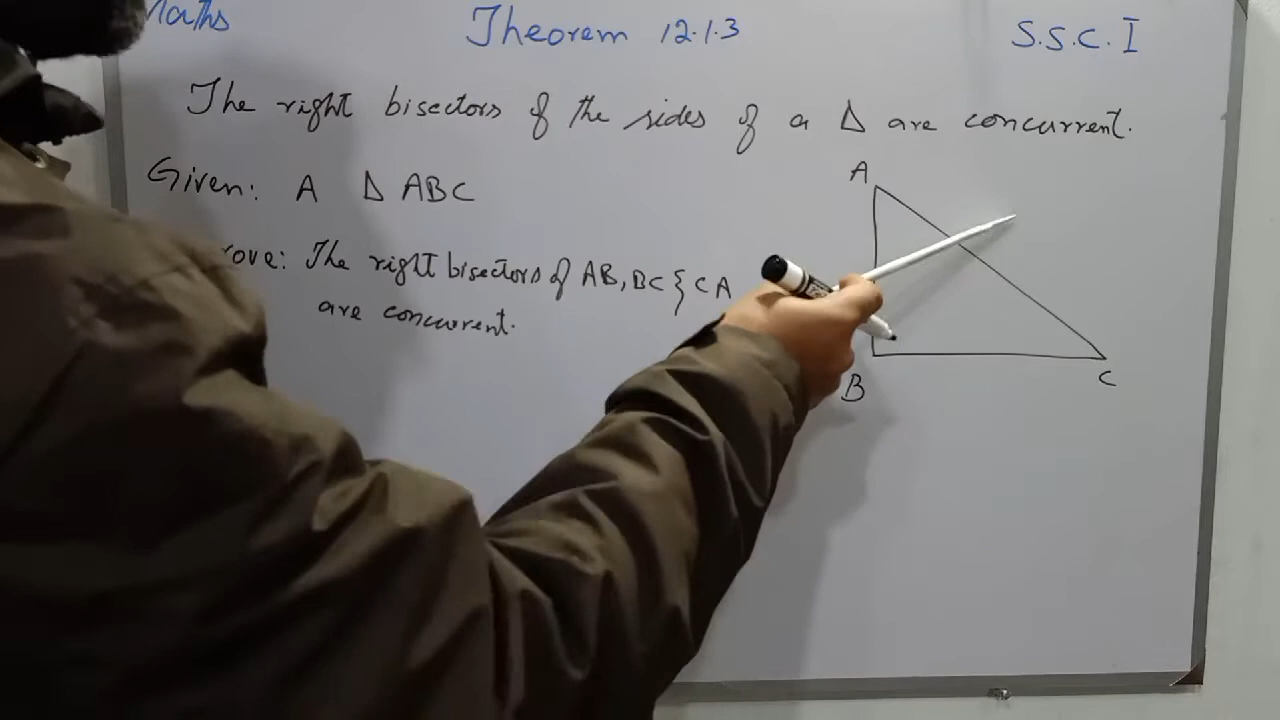 Maths Theorem 12.1.3 S.S.C. I
The right bisectors of the sides of a Δ are concurrent.
Given: A Δ ABC
rove: The right bisectors of AB, BC & CA
are concurrent.
A
B
C